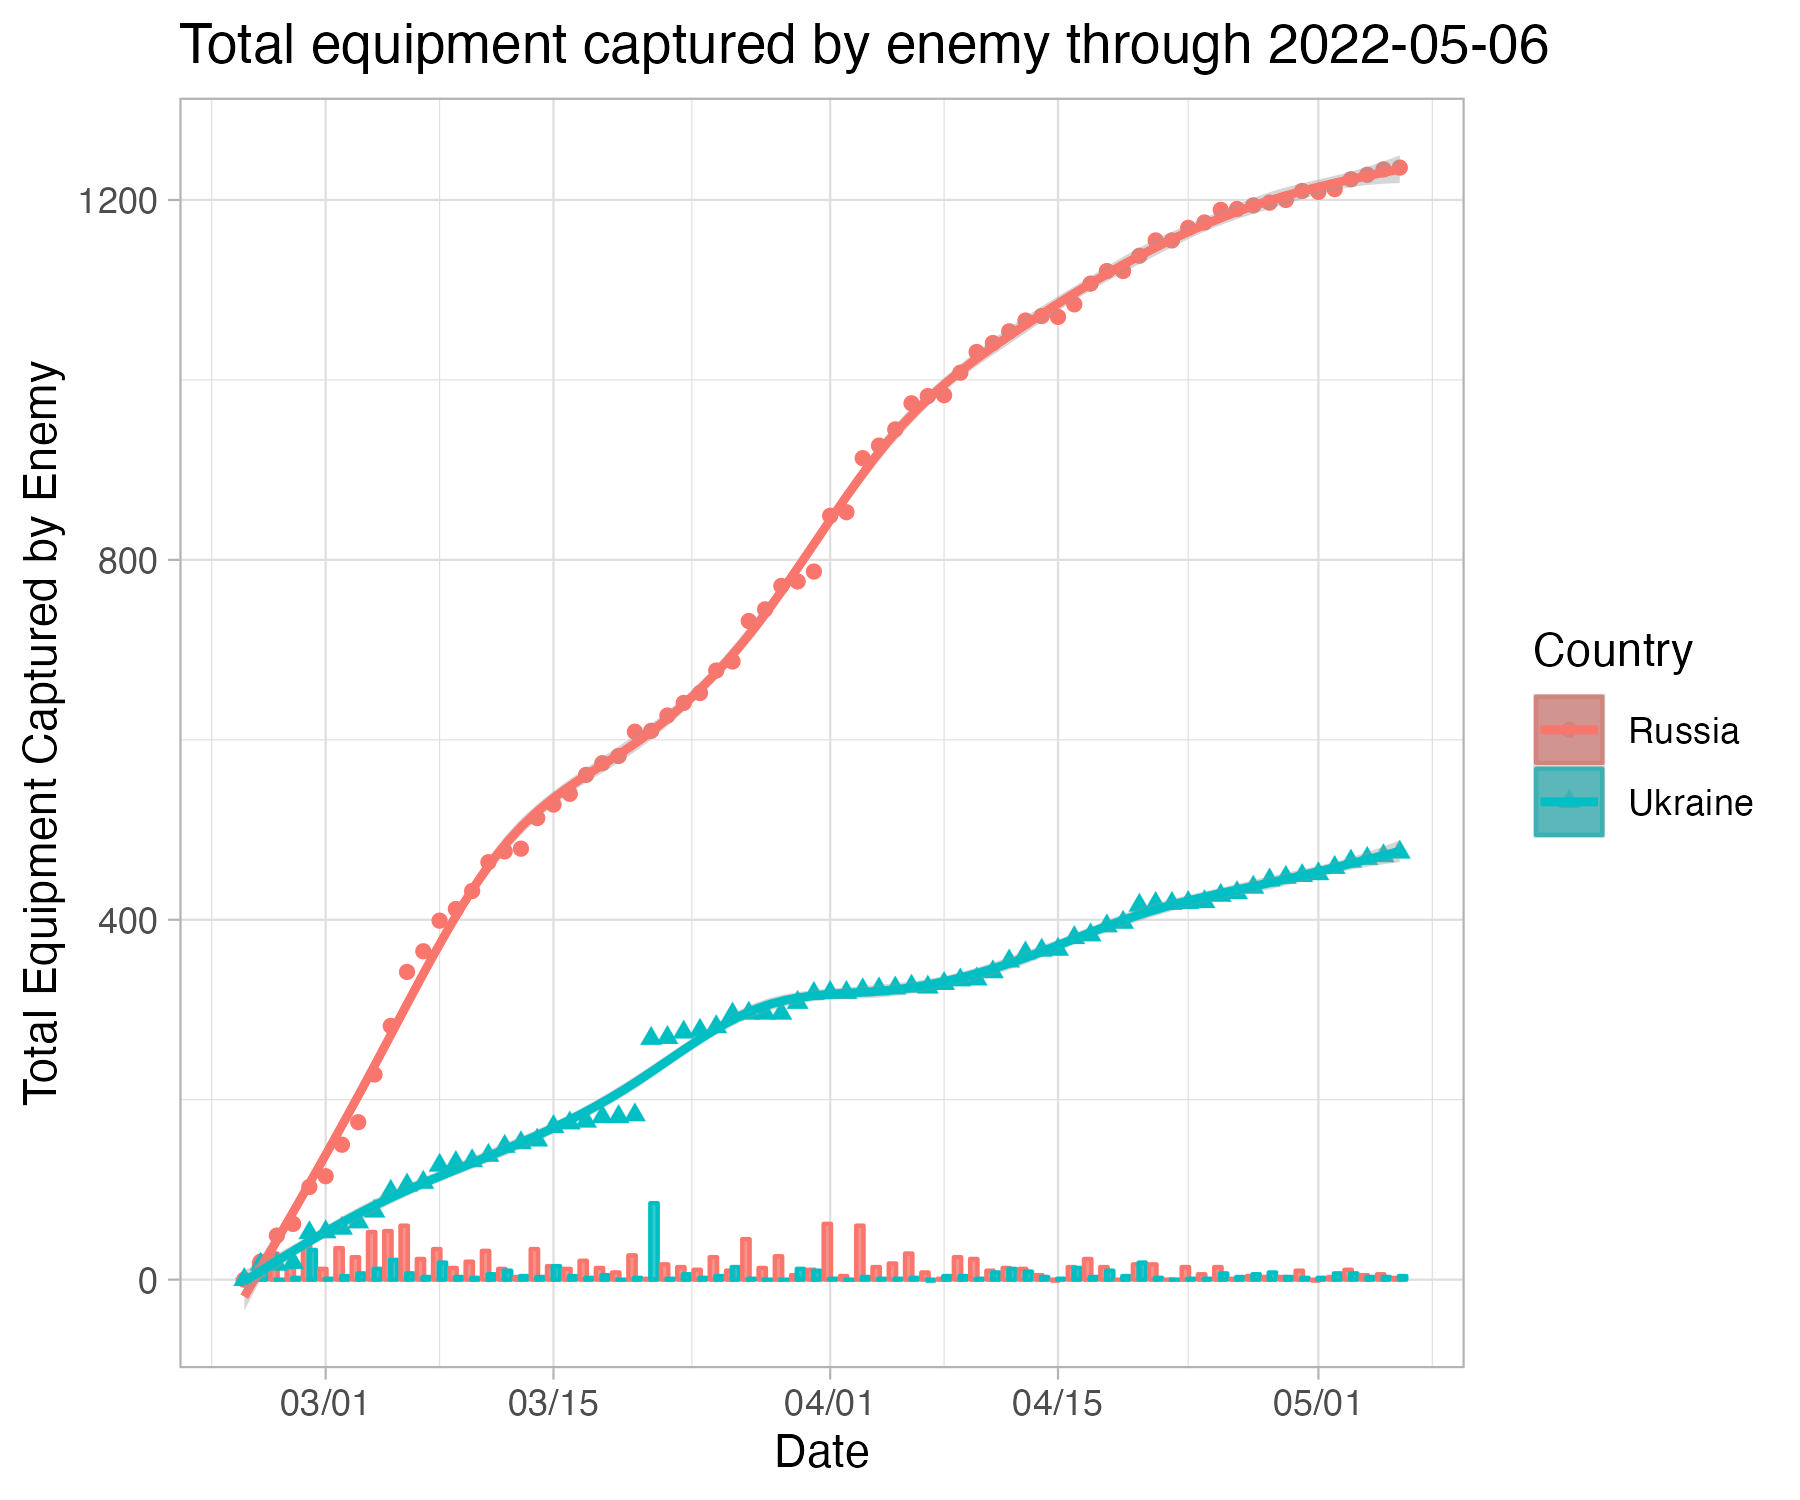 Total equipment captured by enemy through 2022-05-06
Total Equipment Captured by Enemy
1200
800
400
0
03/01
03/15
04/01
04/15
05/01
Date
Country
Russia
Ukraine